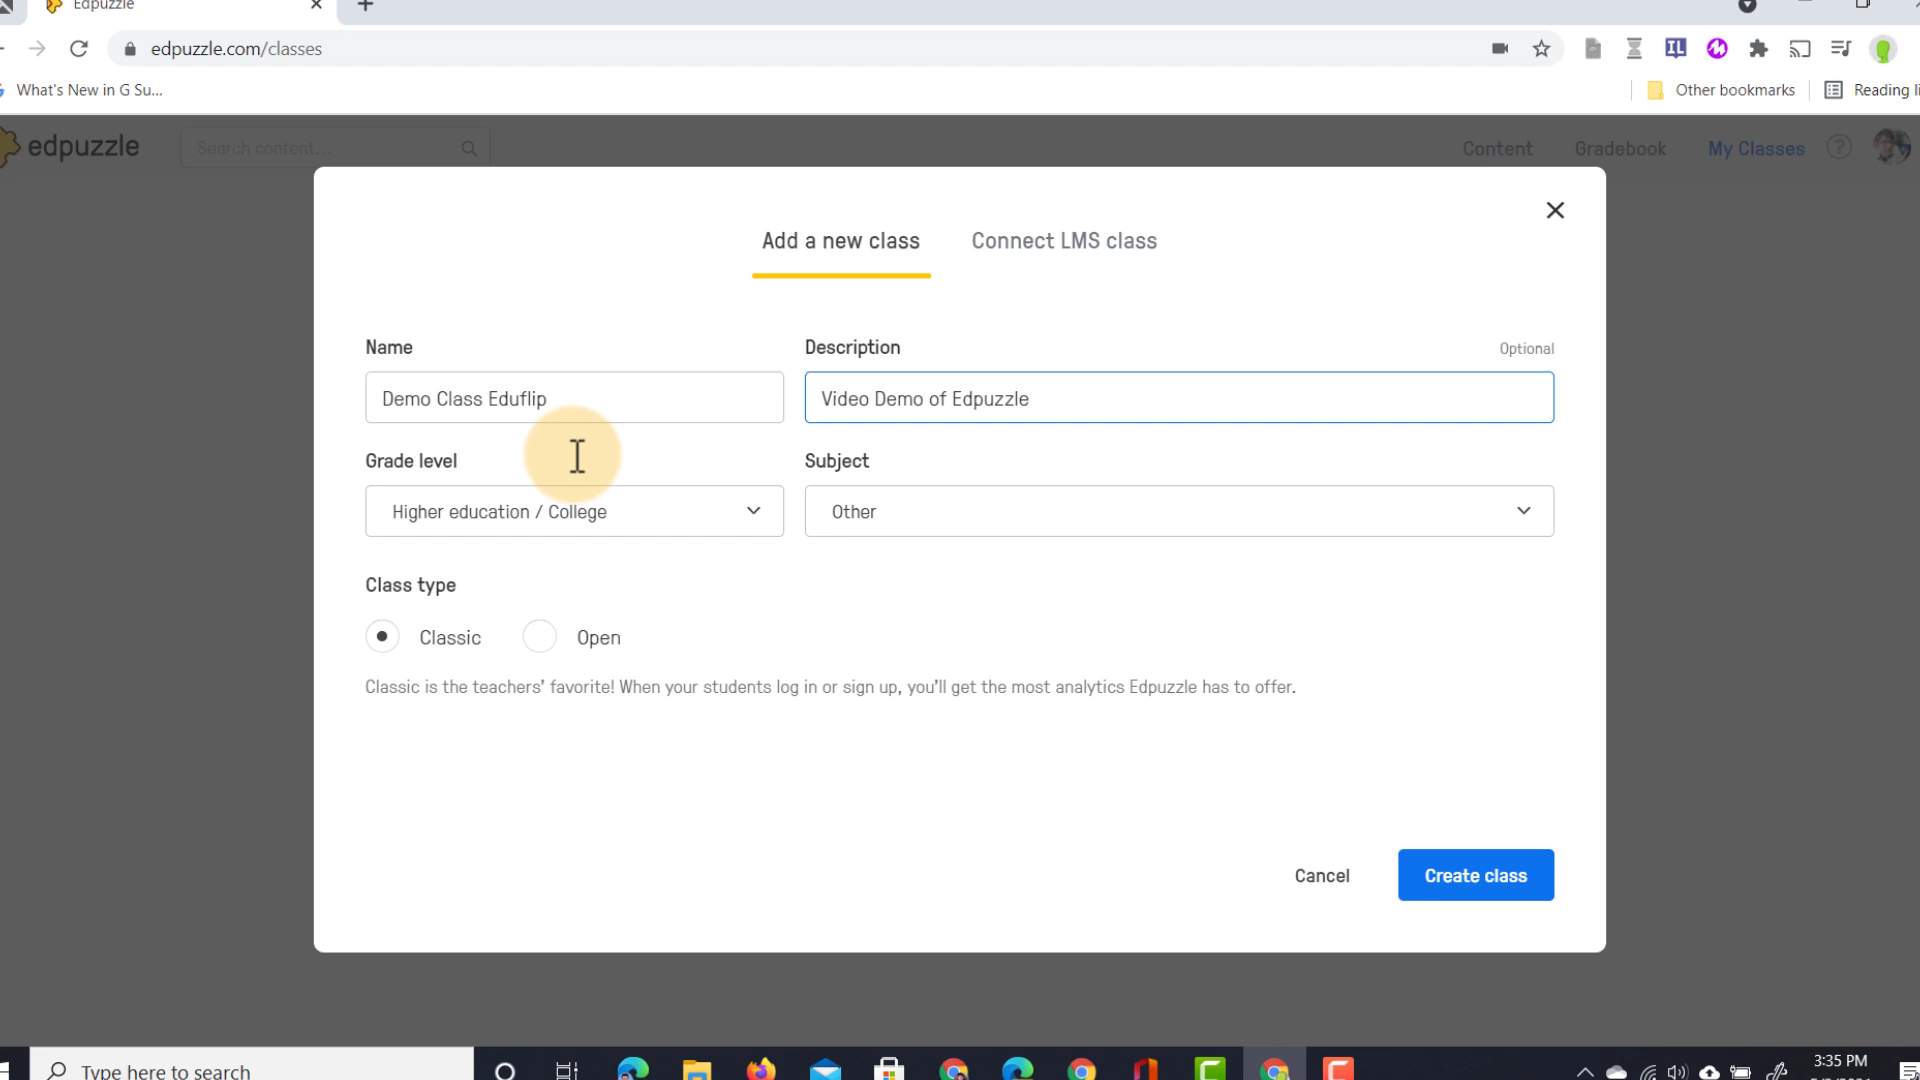 Edpuzzle
edpuzzle.com/classes
What's New in G Su...
Other bookmarks
Reading li
edpuzzle
Search content...
Content
Gradebook
My Classes
Add a new class
Connect LMS class
Name
Description
Optional
Demo Class Eduflip
Video Demo of Edpuzzle
Grade level
Subject
Higher education / College
Other
Class type
Classic
Open
Classic is the teachers' favorite! When your students log in or sign up, you'll get the most analytics Edpuzzle has to offer.
Cancel
Create class
Type here to search
3:35 PM